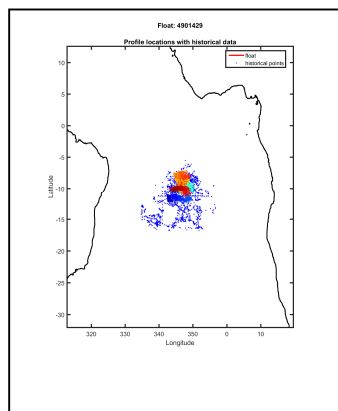 Float: 4901429
Profile locations with historical data
float
historical points
10
5
0
-5
-10
-15
-20
-25
-30
Latitude
320
330
340
350
0
10
Longitude